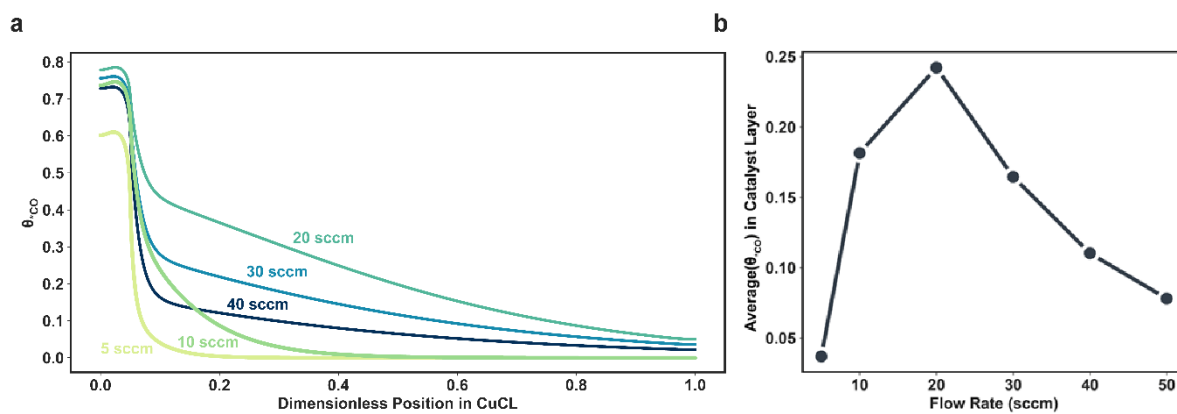 a
0.8
0.7
0.6
0.5
0.4
0.3
0.2
0.1
0.0
θ*CO
20 sccm
30 sccm
40 sccm
5 sccm
10 sccm
0.0 0.2 0.4 0.6 0.8 1.0
Dimensionless Position in CuCL
b
0.25
0.20
0.15
0.10
0.05
Average(θ*CO) in Catalyst Layer
10 20 30 40 50
Flow Rate (sccm)